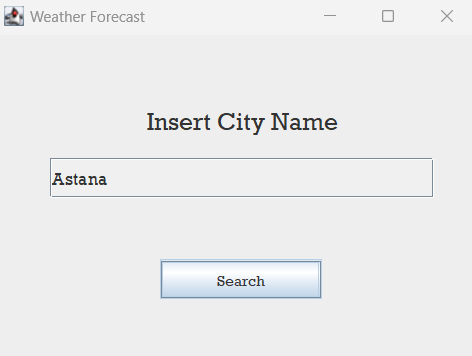 Weather Forecast
Insert City Name
Astana
Search